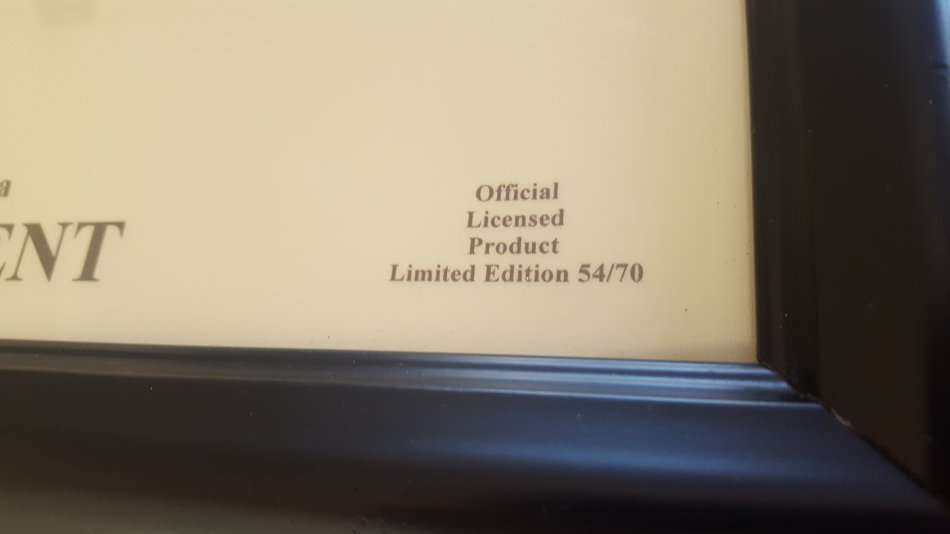 a
ENT
Official
Licensed
Product
Limited Edition 54/70